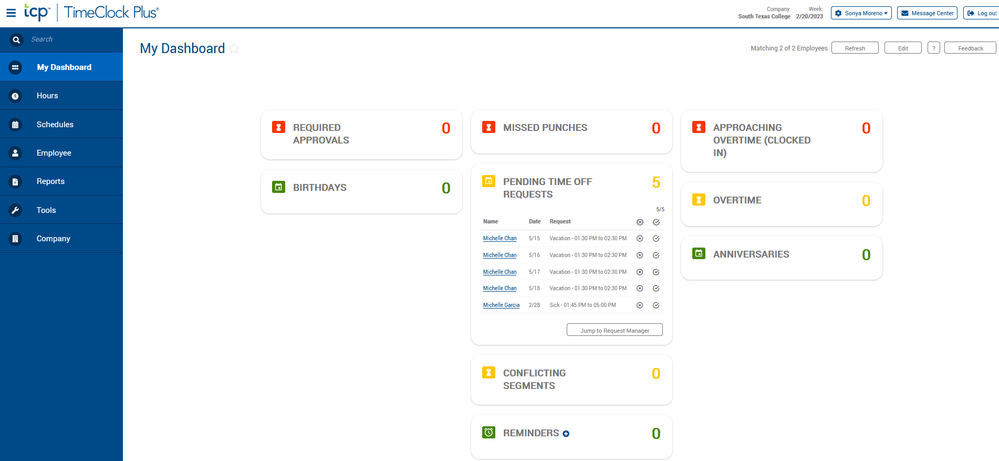 tcp™ | TimeClock Plus®
Company: Week:
South Texas College 2/20/2023
Sonya Moreno
Message Center
Log out
Search
My Dashboard
Hours
Schedules
Employee
Reports
Tools
Company
My Dashboard
Matching 2 of 2 Employees
Refresh
Edit
?
Feedback
REQUIRED
APPROVALS
0
BIRTHDAYS 0
MISSED PUNCHES 0
PENDING TIME OFF
REQUESTS
5
5/5
Name Date Request
Michelle Chan 5/15 Vacation - 01:30 PM to 02:30 PM
Michelle Chan 5/16 Vacation - 01:30 PM to 02:30 PM
Michelle Chan 5/17 Vacation - 01:30 PM to 02:30 PM
Michelle Chan 5/18 Vacation - 01:30 PM to 02:30 PM
Michelle Garcia 2/28 Sick - 01:45 PM to 05:00 PM
Jump to Request Manager
CONFLICTING
SEGMENTS
0
REMINDERS 0
APPROACHING
OVERTIME (CLOCKED
IN)
0
OVERTIME 0
ANNIVERSARIES 0